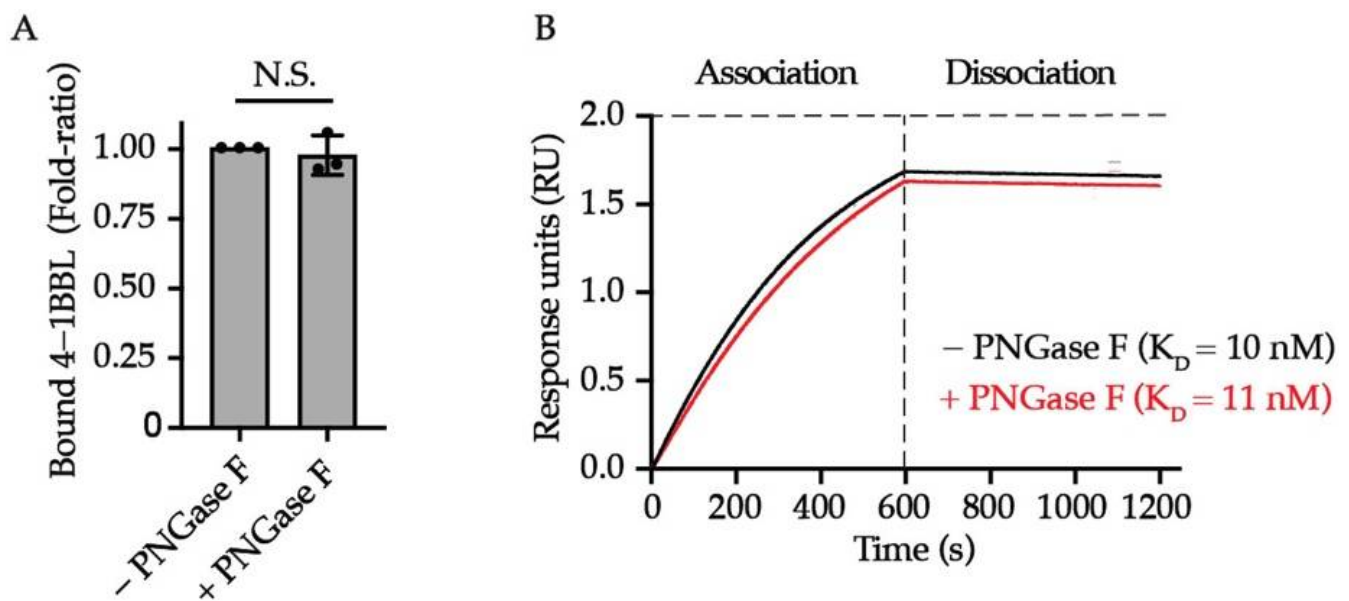 A
N.S.
Bound 4–1BBL (Fold-ratio)
1.00
0.75
0.50
0.25
0
– PNGase F
+ PNGase F
B
Association
Dissociation
Response units (RU)
2.0
1.5
1.0
0.5
0.0
– PNGase F (KD = 10 nM)
+ PNGase F (KD = 11 nM)
0 200 400 600 800 1000 1200
Time (s)